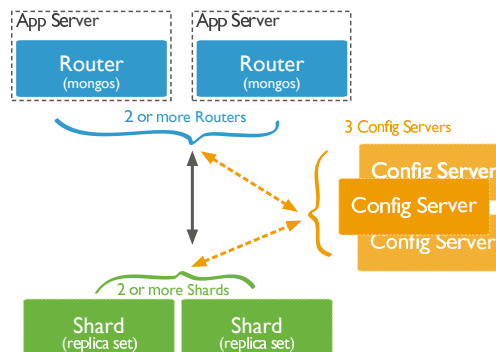 App Server
App Server
Router
(mongos)
Router
(mongos)
2 or more Routers
3 Config Servers
Config Server
Config Server
Config Server
2 or more Shards
Shard
(replica set)
Shard
(replica set)